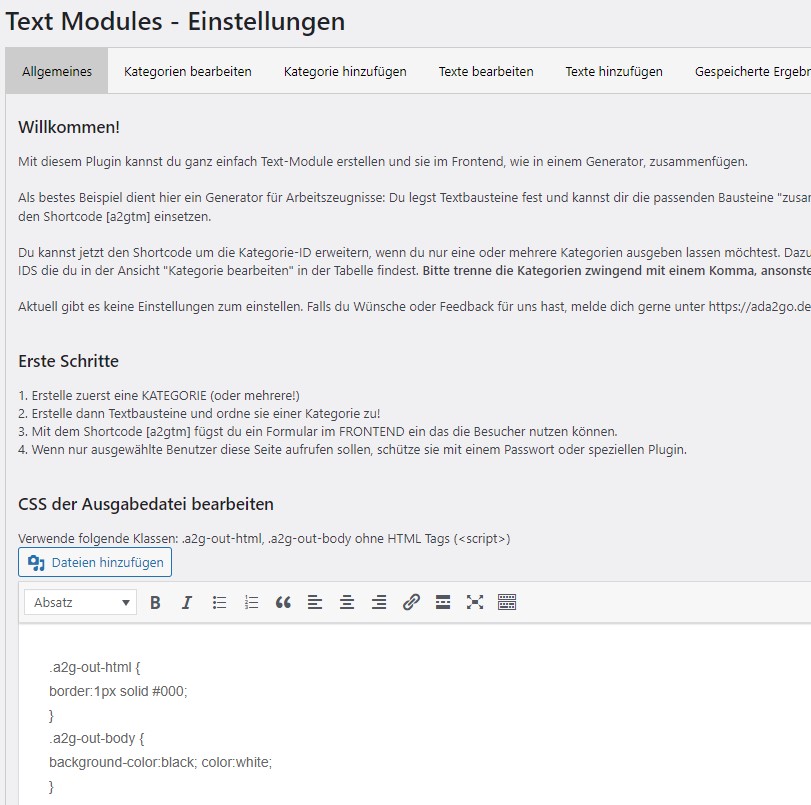 Text Modules - Einstellungen
Allgemeines Kategorien bearbeiten Kategorie hinzufügen Texte bearbeiten Texte hinzufügen Gespeicherte
Willkommen!
Mit diesem Plugin kannst du ganz einfach Text-Module erstellen und sie im Frontend, wie in einem Generator, zusammenfügen.
Als bestes Beispiel dient hier ein Generator für Arbeitszeugnisse: Du legst Textbausteine fest und kannst dir die passenden Bausteine
den Shortcode [a2gtm] einsetzen.
Du kannst jetzt den Shortcode um die Kategorie-ID erweitern, wenn du nur eine oder mehrere Kategorien ausgeben lassen möchtest.
IDS die du in der Ansicht "Kategorie bearbeiten" in der Tabelle findest. Bitte trenne die Kategorien zwingend mit einem Komma,
Aktuell gibt es keine Einstellungen zum einstellen. Falls du Wünsche oder Feedback für uns hast, melde dich gerne unter https://ada2go.de
Erste Schritte
1. Erstelle zuerst eine KATEGORIE (oder mehrere!)
2. Erstelle dann Textbausteine und ordne sie einer Kategorie zu!
3. Mit dem Shortcode [a2gtm] fügst du ein Formular im FRONTEND ein das die Besucher nutzen können.
4. Wenn nur ausgewählte Benutzer diese Seite aufrufen sollen, schütze sie mit einem Passwort oder speziellen Plugin.
CSS der Ausgabedatei bearbeiten
Verwende folgende Klassen: .a2g-out-html, .a2g-out-body ohne HTML Tags (<script>)
Dateien hinzufügen
Absatz B I
.a2g-out-html {
border:1px solid #000;
}
.a2g-out-body {
background-color:black; color:white;
}